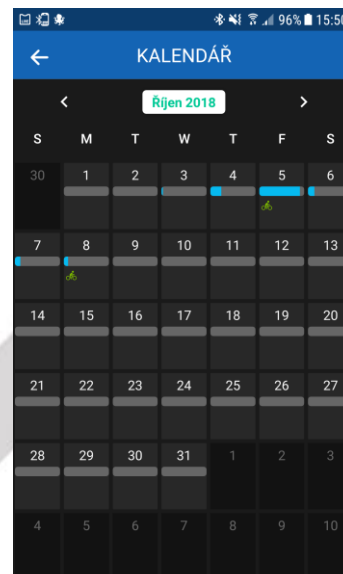 96% 15:50
KALENDÁŘ
< Říjen 2018 >
S M T W T F S
30 1 2 3 4 5 6
7 8 9 10 11 12 13
14 15 16 17 18 19 20
21 22 23 24 25 26 27
28 29 30 31 1 2 3
4 5 6 7 8 9 10